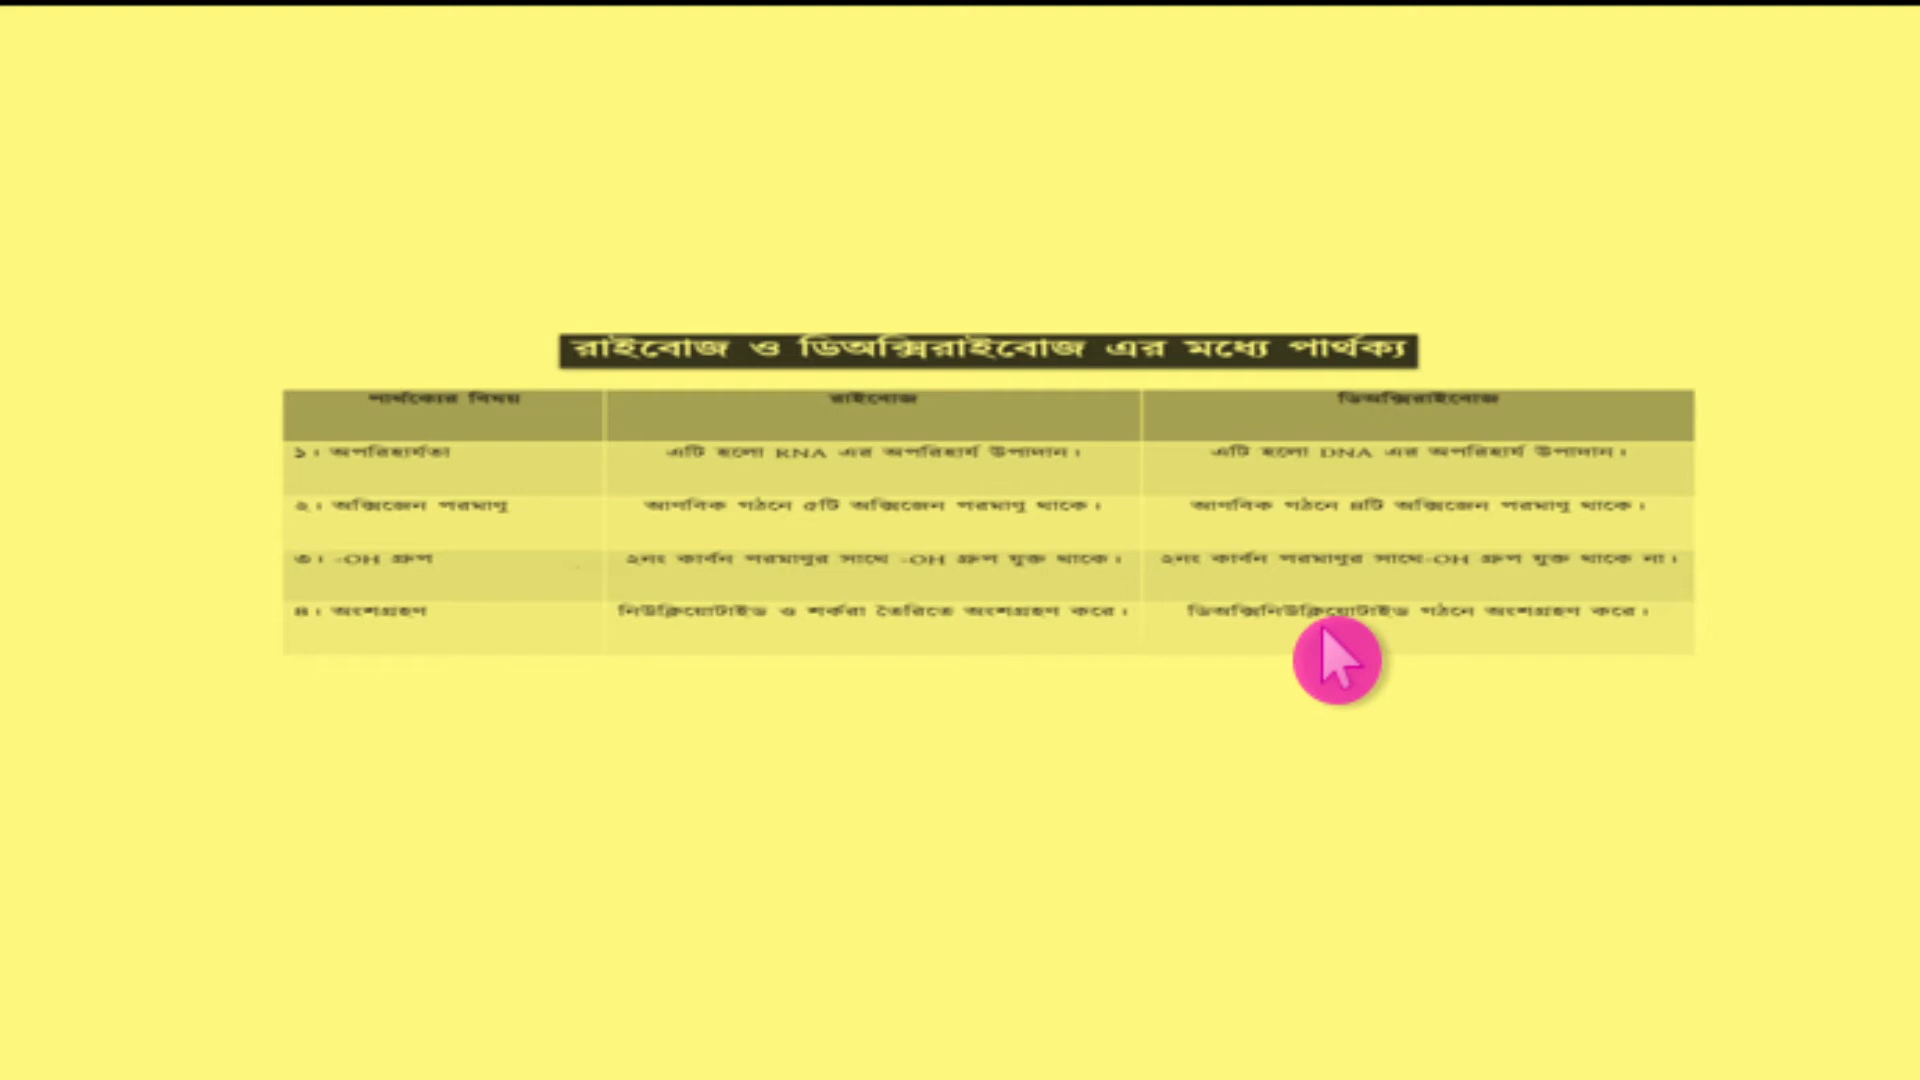 রাইবোজ ও ডিঅক্সিরাইবোজ এর মধ্যে পার্থক্য
পার্থক্যের বিষয় রাইবোজ ডিঅক্সিরাইবোজ
১। অপরিহার্যতা এটি হলো RNA এর অপরিহার্য উপাদান। এটি হলো DNA এর অপরিহার্য উপাদান।
২। অক্সিজেন পরমাণু আণবিক গঠনে ৫টি অক্সিজেন পরমাণু থাকে। আণবিক গঠনে ৪টি অক্সিজেন পরমাণু থাকে।
৩। -OH গ্রুপ ২নং কার্বন পরমাণুর সাথে -OH গ্রুপ যুক্ত থাকে। ২নং কার্বন পরমাণুর সাথে-OH গ্রুপ যুক্ত থাকে না।
৪। অংশগ্রহণ নিউক্লিয়োটাইড ও শর্করা তৈরিতে অংশগ্রহণ করে। ডিঅক্সিনিউক্লিয়োটাইড গঠনে অংশগ্রহণ করে।